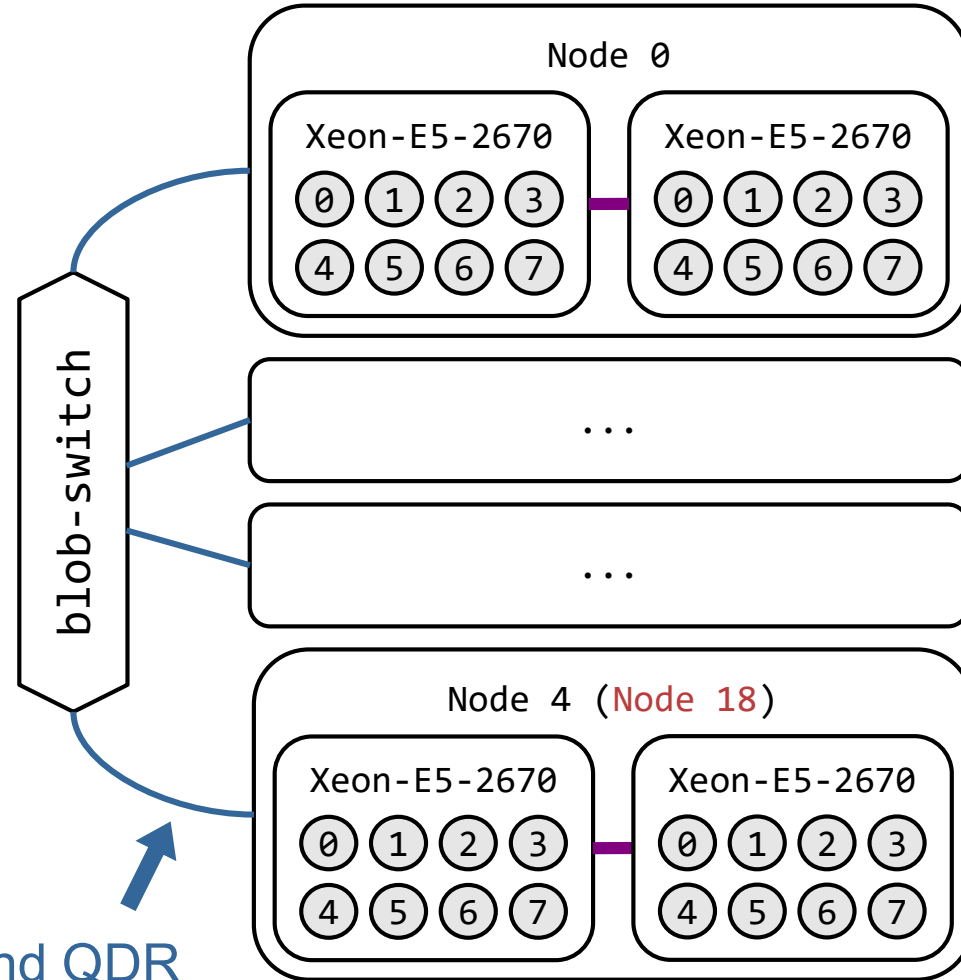 Node 0
Xeon-E5-2670
0 1 2 3
4 5 6 7
Xeon-E5-2670
0 1 2 3
4 5 6 7
blob-switch
...
...
Node 4 (Node 18)
Xeon-E5-2670
0 1 2 3
4 5 6 7
Xeon-E5-2670
0 1 2 3
4 5 6 7
nd QDR